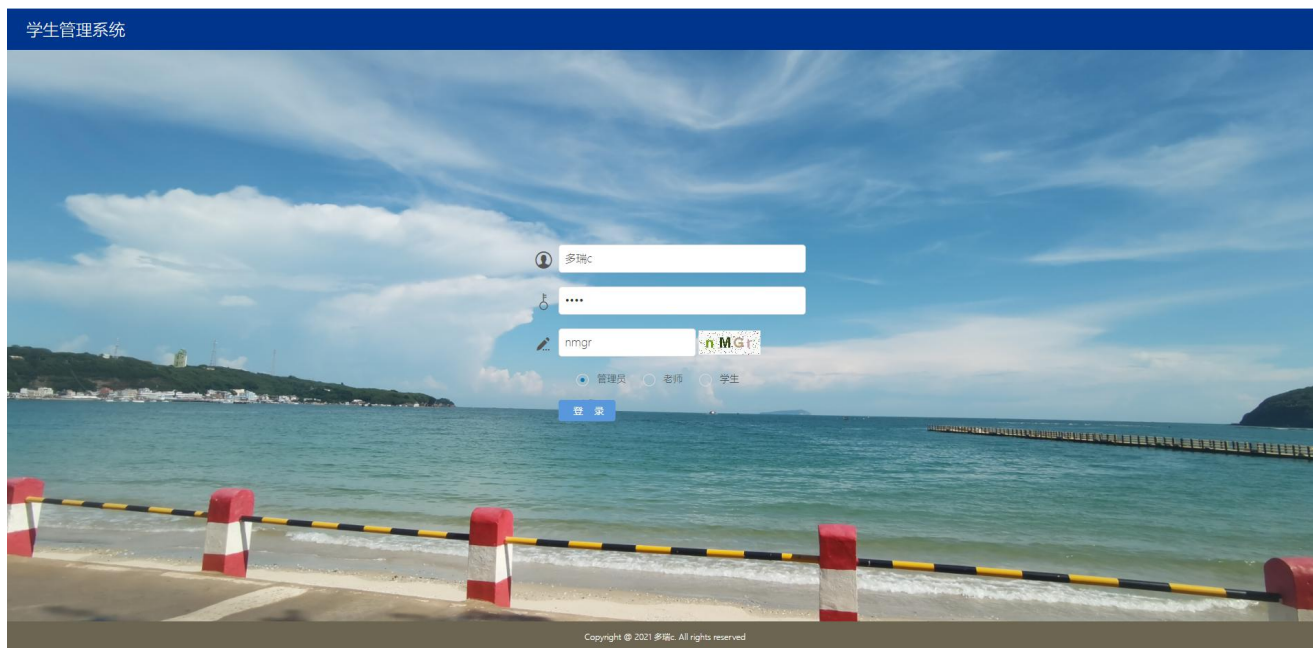 学生管理系统
多瑞c
••••
nmgr nMGr
管理员 老师 学生
登 录
Copyright @ 2021 多瑞c. All rights reserved